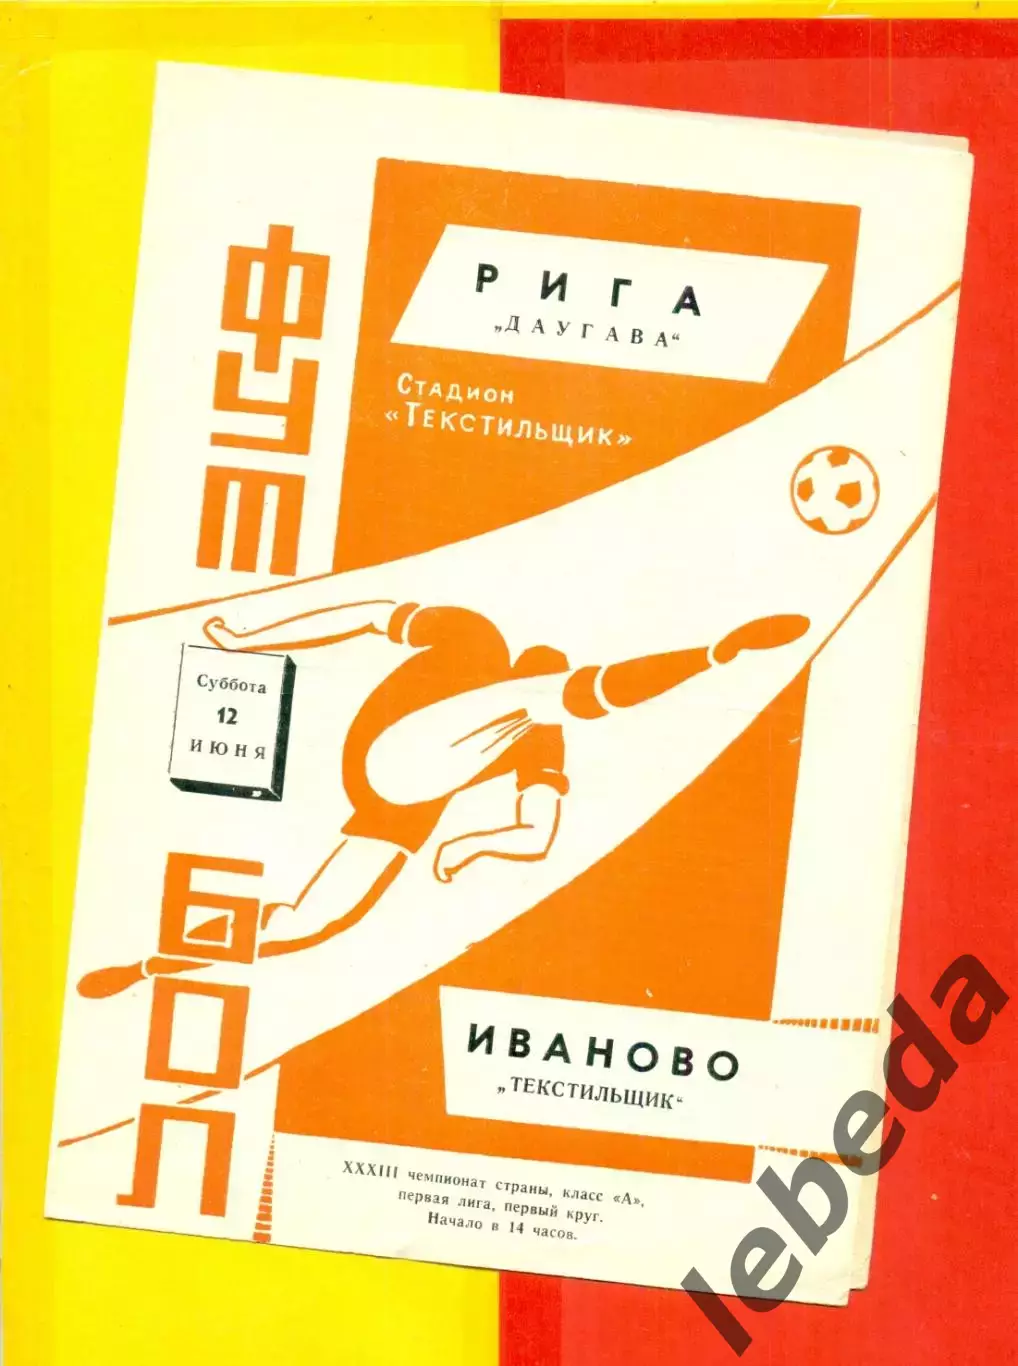 ФУТ
БОЛ
РИГА
„ДАУГАВА“
Стадион
«Текстильщик»
Суббота
12
ИЮНЯ
ИВАНОВО
„ТЕКСТИЛЬЩИК“
XXXIII чемпионат страны, класс «А»,
первая лига, первый круг.
Начало в 14 часов.
lebeda